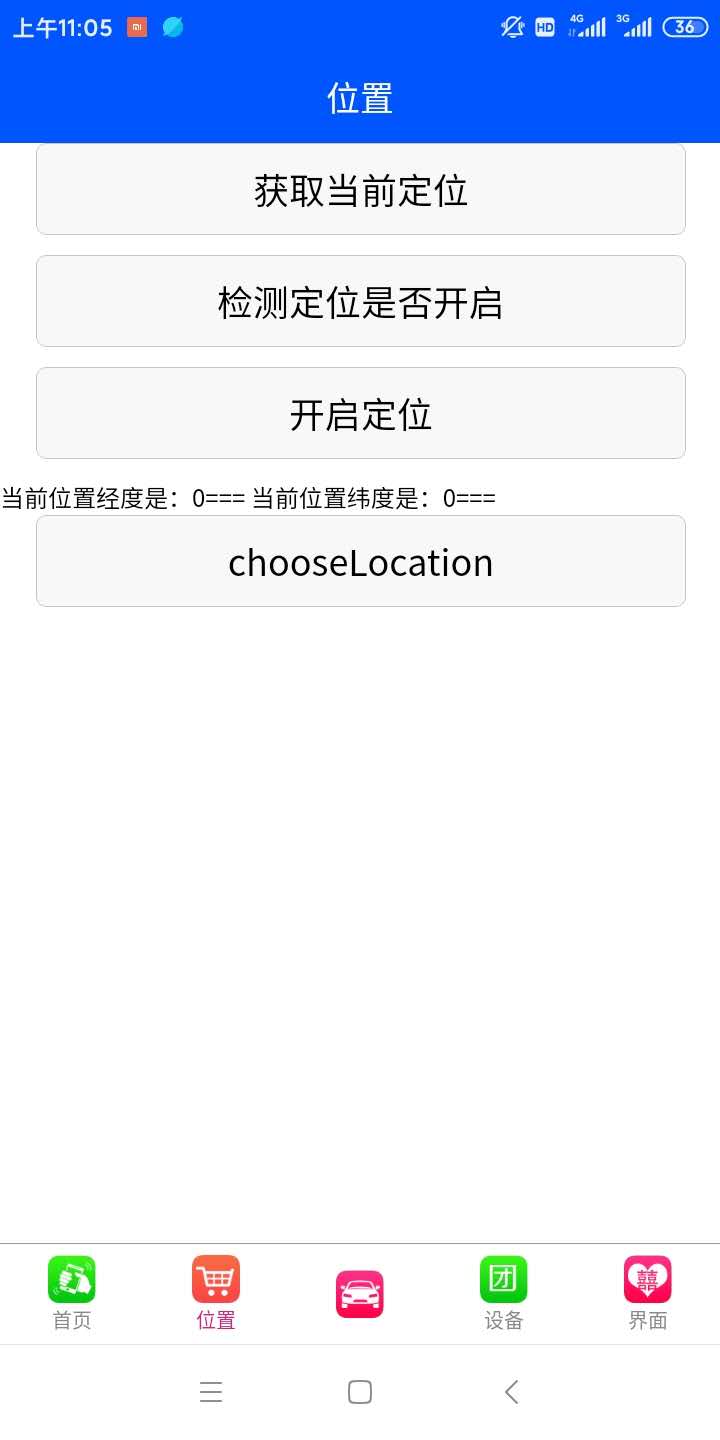 上午11:05
HD 4G 3G 36
位置
获取当前定位
检测定位是否开启
开启定位
当前位置经度是：0=== 当前位置纬度是：0===
chooseLocation
团 囍
首页 位置 设备 界面